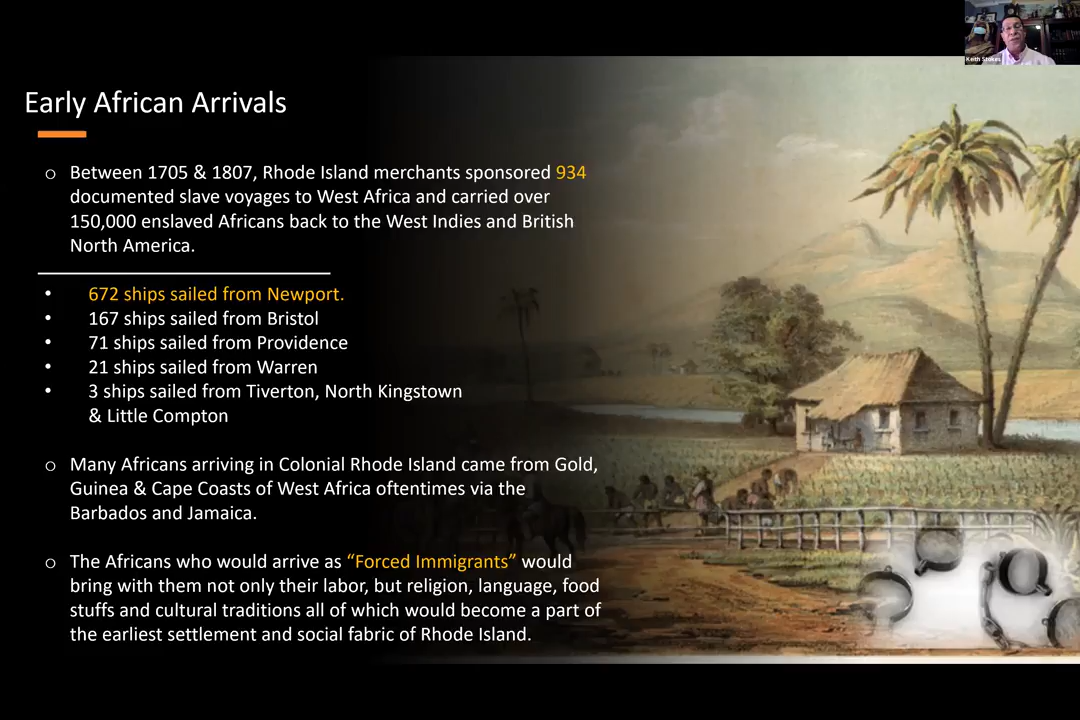 Keith Stokes
Early African Arrivals
o Between 1705 & 1807, Rhode Island merchants sponsored 934
documented slave voyages to West Africa and carried over
150,000 enslaved Africans back to the West Indies and British
North America.
• 672 ships sailed from Newport.
• 167 ships sailed from Bristol
• 71 ships sailed from Providence
• 21 ships sailed from Warren
• 3 ships sailed from Tiverton, North Kingstown
& Little Compton
o Many Africans arriving in Colonial Rhode Island came from Gold,
Guinea & Cape Coasts of West Africa oftentimes via the
Barbados and Jamaica.
o The Africans who would arrive as “Forced Immigrants” would
bring with them not only their labor, but religion, language, food
stuffs and cultural traditions all of which would become a part of
the earliest settlement and social fabric of Rhode Island.